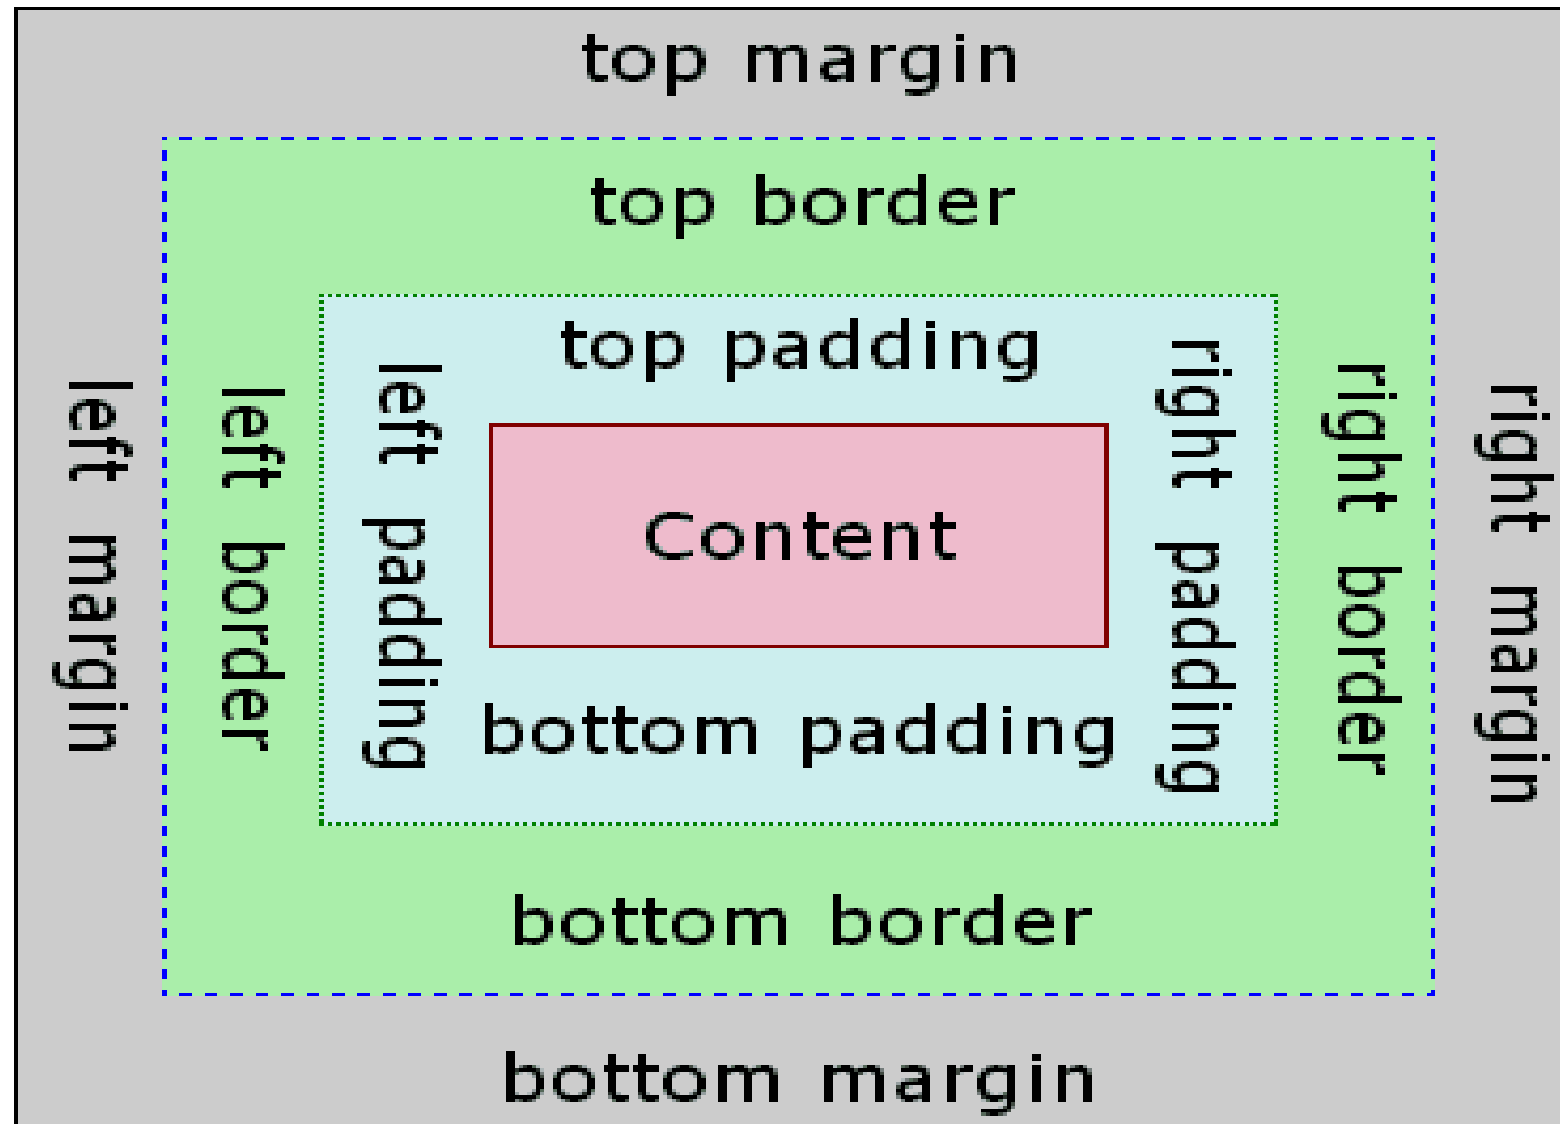 top margin
top border
top padding
left margin
left border
left padding
Content
right padding
right border
right margin
bottom padding
bottom border
bottom margin